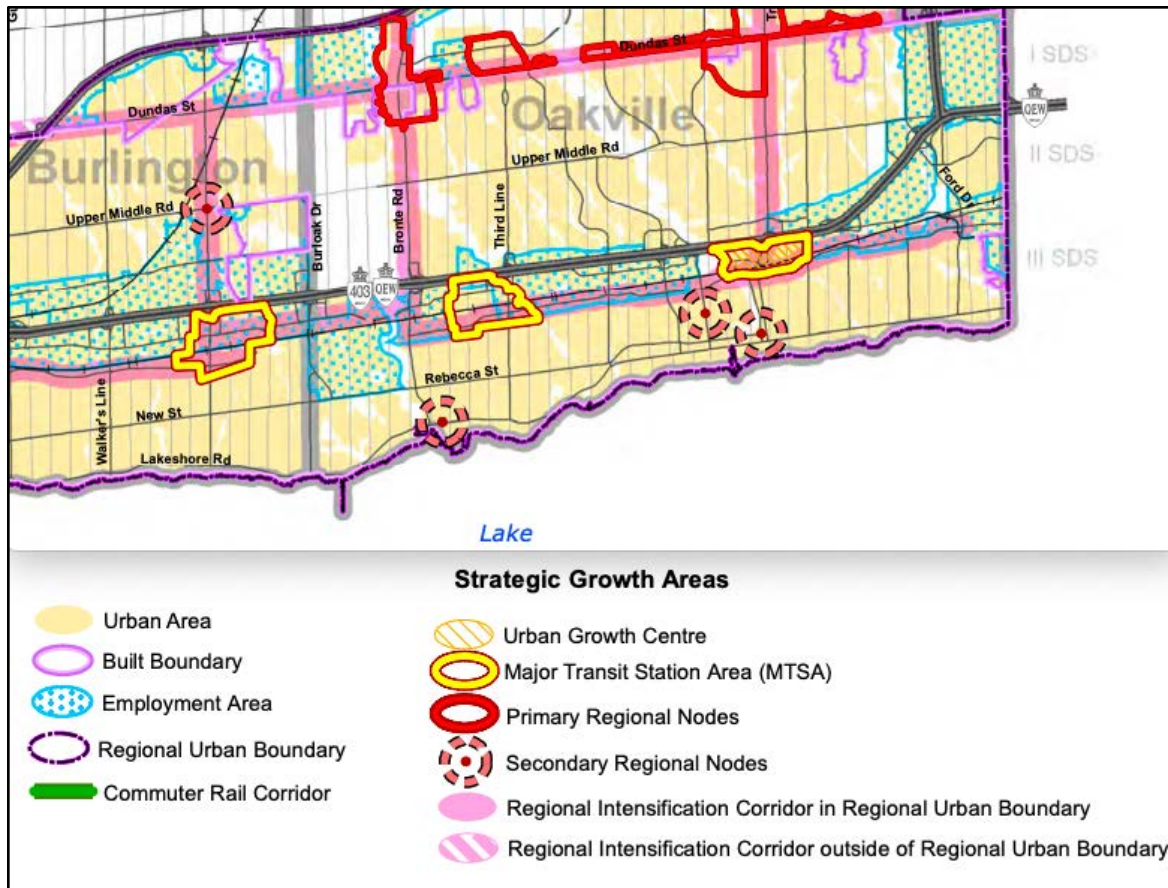 Dundas St
I SDS
Oakville
QEW
Dundas St
Burlington
Upper Middle Rd
II SDS
Ford Dr
Upper Middle Rd
Burloak Dr
Bronte Rd
Third Line
III SDS
403
QEW
Rebecca St
Walker's Line
New St
Lakeshore Rd
Lake
Strategic Growth Areas
Urban Area
Built Boundary
Employment Area
Regional Urban Boundary
Commuter Rail Corridor
Urban Growth Centre
Major Transit Station Area (MTSA)
Primary Regional Nodes
Secondary Regional Nodes
Regional Intensification Corridor in Regional Urban Boundary
Regional Intensification Corridor outside of Regional Urban Boundary